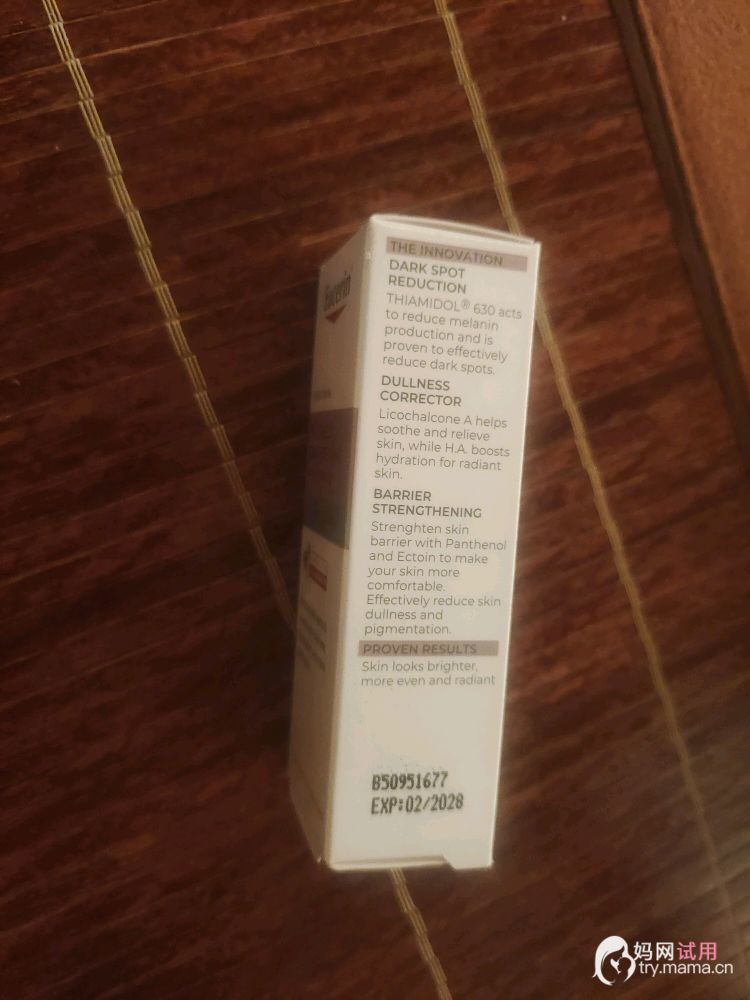 Eucerin
THE INNOVATION
DARK SPOT
REDUCTION
THIAMIDOL® 630 acts
to reduce melanin
production and is
proven to effectively
reduce dark spots.
DULLNESS
CORRECTOR
Licochalcone A helps
soothe and relieve
skin, while H.A. boosts
hydration for radiant
skin.
BARRIER
STRENGTHENING
Strenghten skin
barrier with Panthenol
and Ectoin to make
your skin more
comfortable.
Effectively reduce skin
dullness and
pigmentation.
PROVEN RESULTS
Skin looks brighter,
more even and radiant
B50951677
EXP:02/2028
妈网试用
try.mama.cn